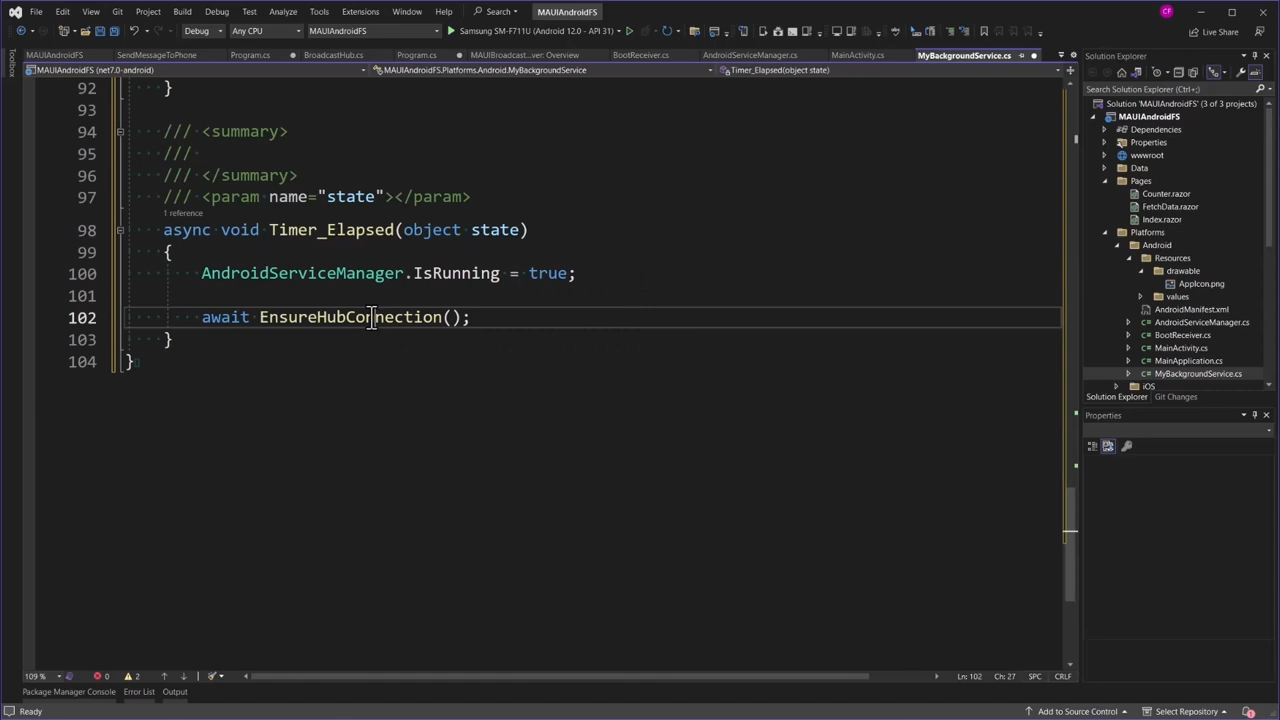 File Edit View Git Project Build Debug Test Analyze Tools Extensions Window Help Search MAUIAndroidFS CF
Debug Any CPU MAUIAndroidFS Samsung SM-F711U (Android 12.0 - API 31) Live Share
MAUIAndroidFS SendMessageToPhone Program.cs BroadcastHub.cs Program.cs MAUIBroadcast...ver: Overview BootReceiver.cs AndroidServiceManager.cs MainActivity.cs MyBackgroundService.cs
MAUIAndroidFS (net7.0-android) MAUIAndroidFS.Platforms.Android.MyBackgroundService Timer_Elapsed(object state)
Toolbox
92 }
93
94 /// <summary>
95 ///
96 /// </summary>
97 /// <param name="state"></param>
1 reference
98 async void Timer_Elapsed(object state)
99 {
100 AndroidServiceManager.IsRunning = true;
101
102 await EnsureHubConnection();
103 }
104 }
Solution Explorer
Search Solution Explorer (Ctrl+;)
Solution 'MAUIAndroidFS' (3 of 3 projects)
MAUIAndroidFS
Dependencies
Properties
wwwroot
Data
Pages
Counter.razor
FetchData.razor
Index.razor
Platforms
Android
Resources
drawable
AppIcon.png
values
AndroidManifest.xml
AndroidServiceManager.cs
BootReceiver.cs
MainActivity.cs
MainApplication.cs
MyBackgroundService.cs
iOS
Solution Explorer Git Changes
Properties
109 % 0 2 Ln: 102 Ch: 27 SPC CRLF
Package Manager Console Error List Output
Ready Add to Source Control Select Repository 1